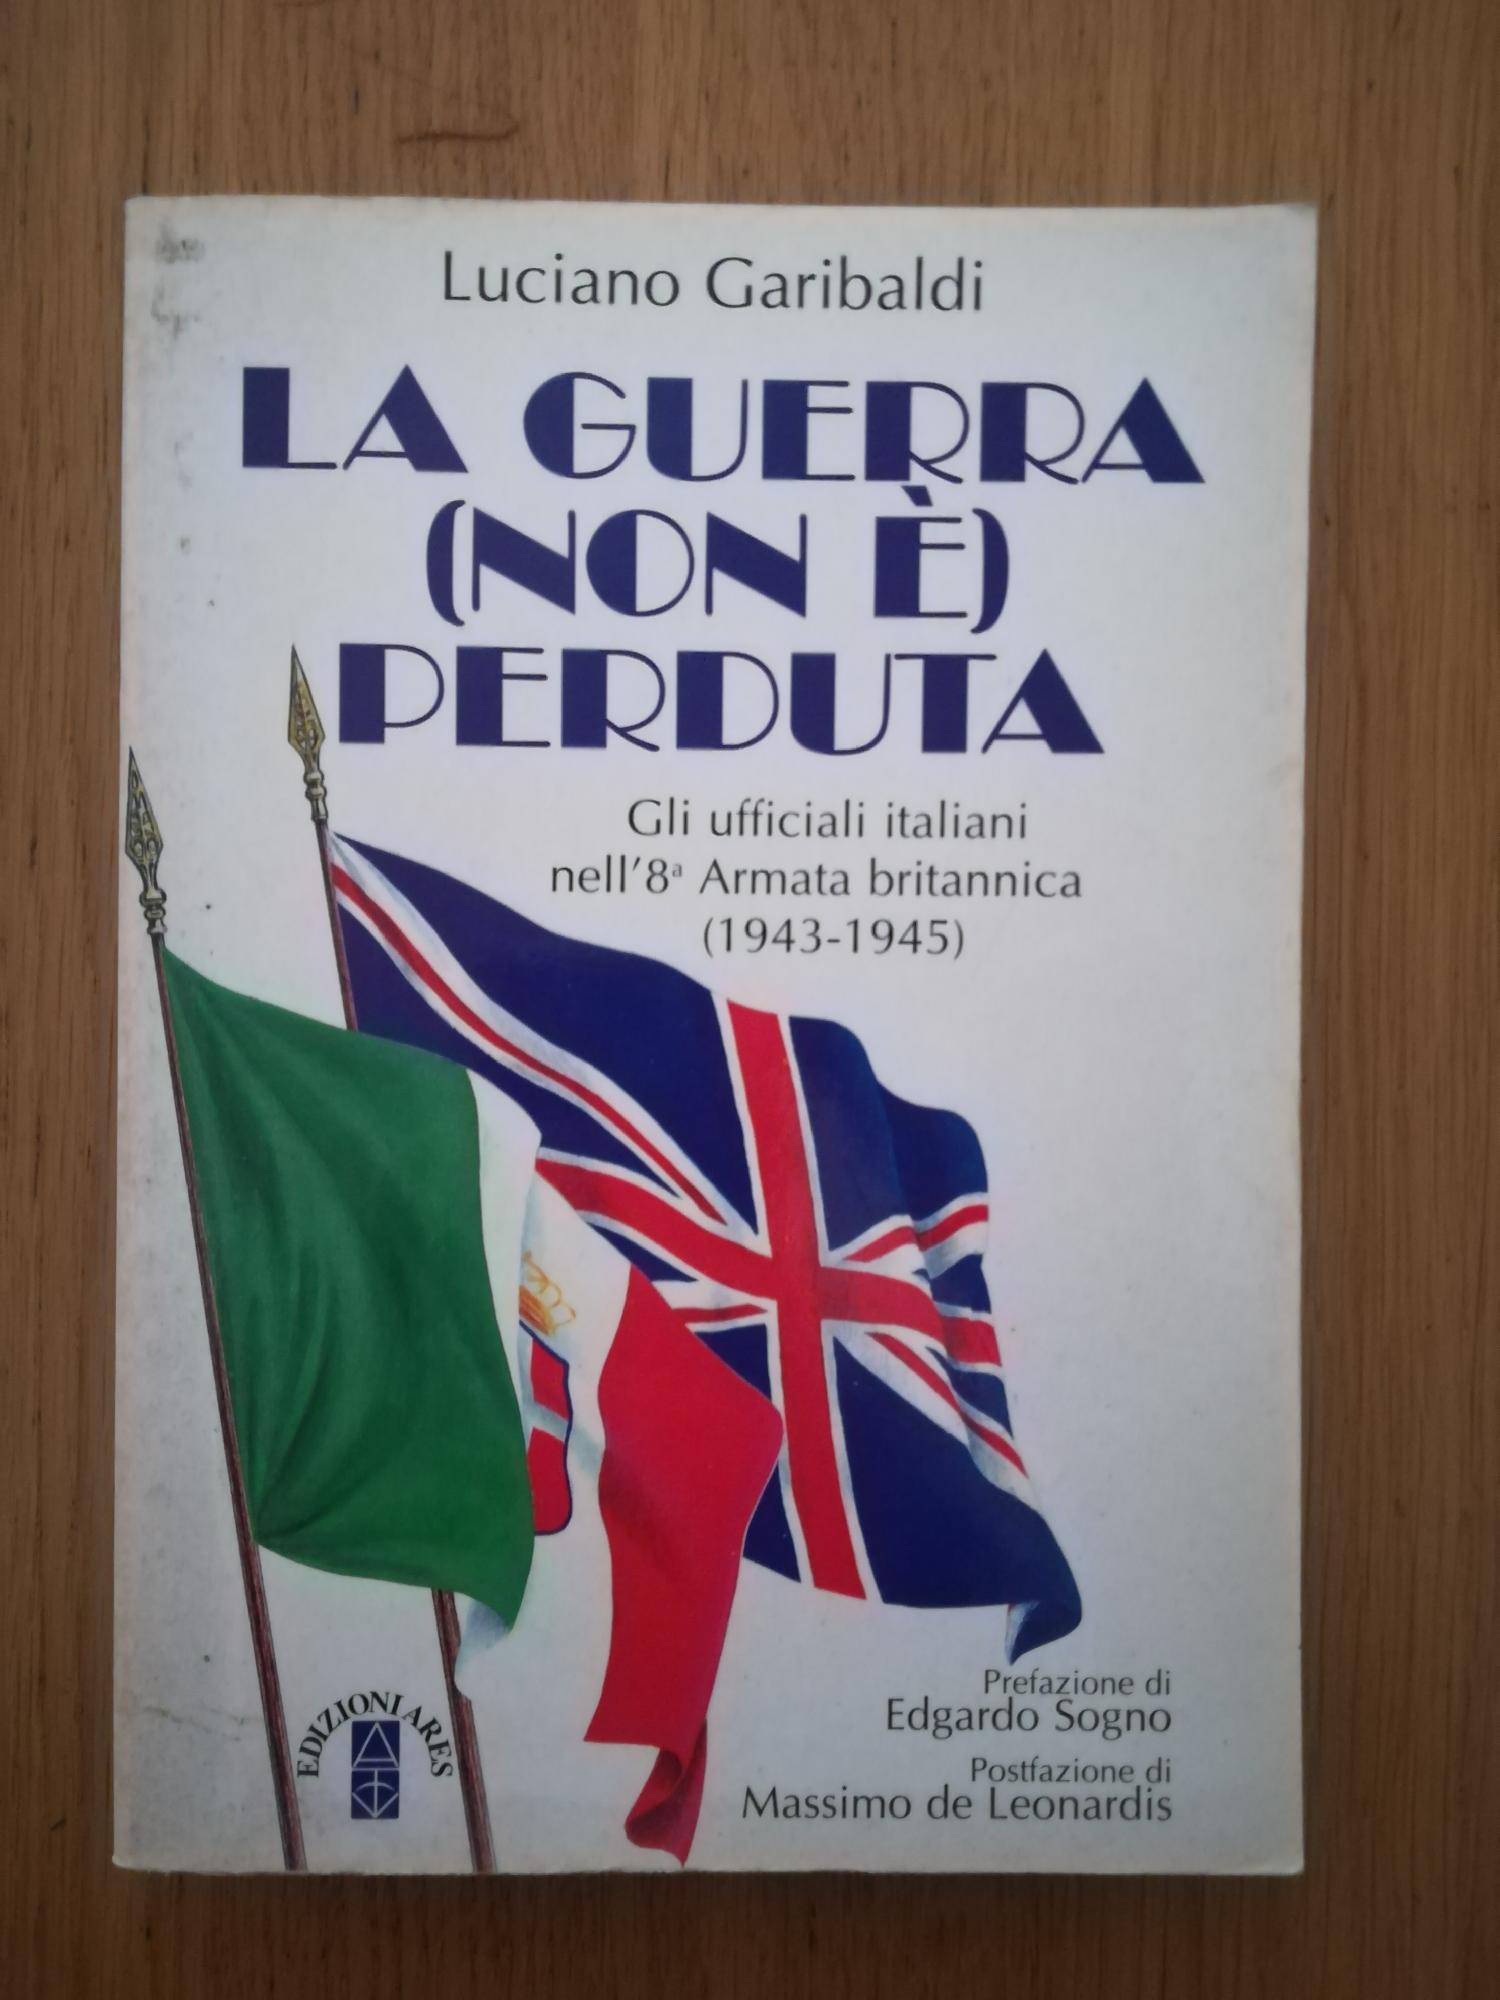 Luciano Garibaldi
LA GUERRA
(NON È)
PERDUTA
Gli ufficiali italiani
nell'8ª Armata britannica
(1943-1945)
Prefazione di
Edgardo Sogno
Postfazione di
Massimo de Leonardis
EDIZIONI ARES